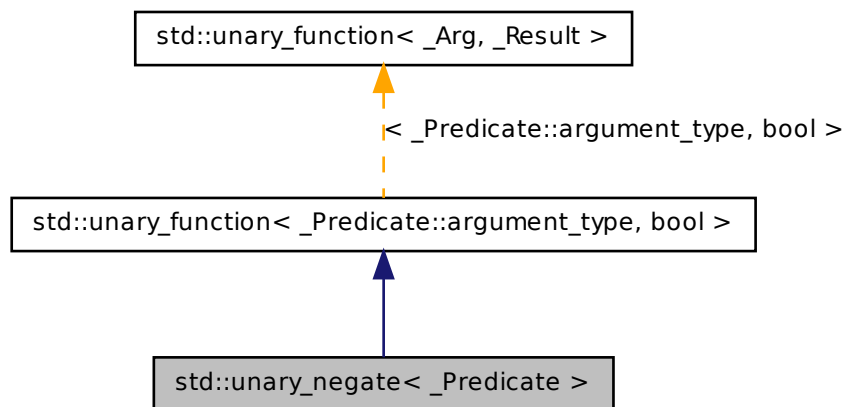 std::unary_function< _Arg, _Result >
< _Predicate::argument_type, bool >
std::unary_function< _Predicate::argument_type, bool >
std::unary_negate< _Predicate >